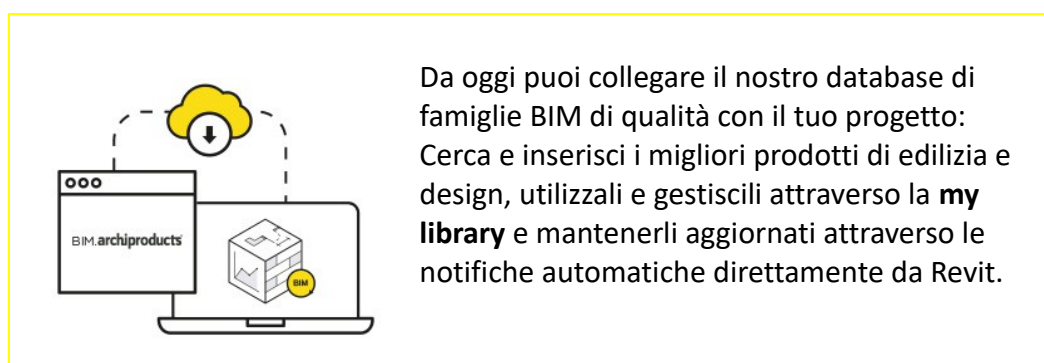 Da oggi puoi collegare il nostro database di
famiglie BIM di qualità con il tuo progetto:
Cerca e inserisci i migliori prodotti di edilizia e
design, utilizzali e gestiscili attraverso la my
library e mantenerli aggiornati attraverso le
notifiche automatiche direttamente da Revit.
BIM.archiproducts
BIM